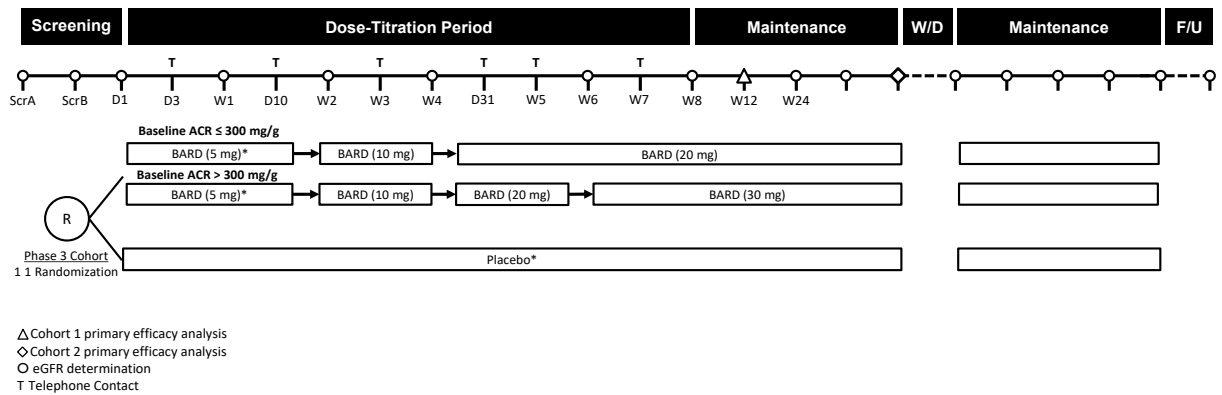 Screening Dose-Titration Period Maintenance W/D Maintenance F/U
T T T T T T
ScrA ScrB D1 D3 W1 D10 W2 W3 W4 D31 W5 W6 W7 W8 W12 W24
Baseline ACR ≤ 300 mg/g
BARD (5 mg)* BARD (10 mg) BARD (20 mg)
Baseline ACR > 300 mg/g
BARD (5 mg)* BARD (10 mg) BARD (20 mg) BARD (30 mg)
R
Phase 3 Cohort
1 1 Randomization
Placebo*
Cohort 1 primary efficacy analysis
Cohort 2 primary efficacy analysis
eGFR determination
T Telephone Contact